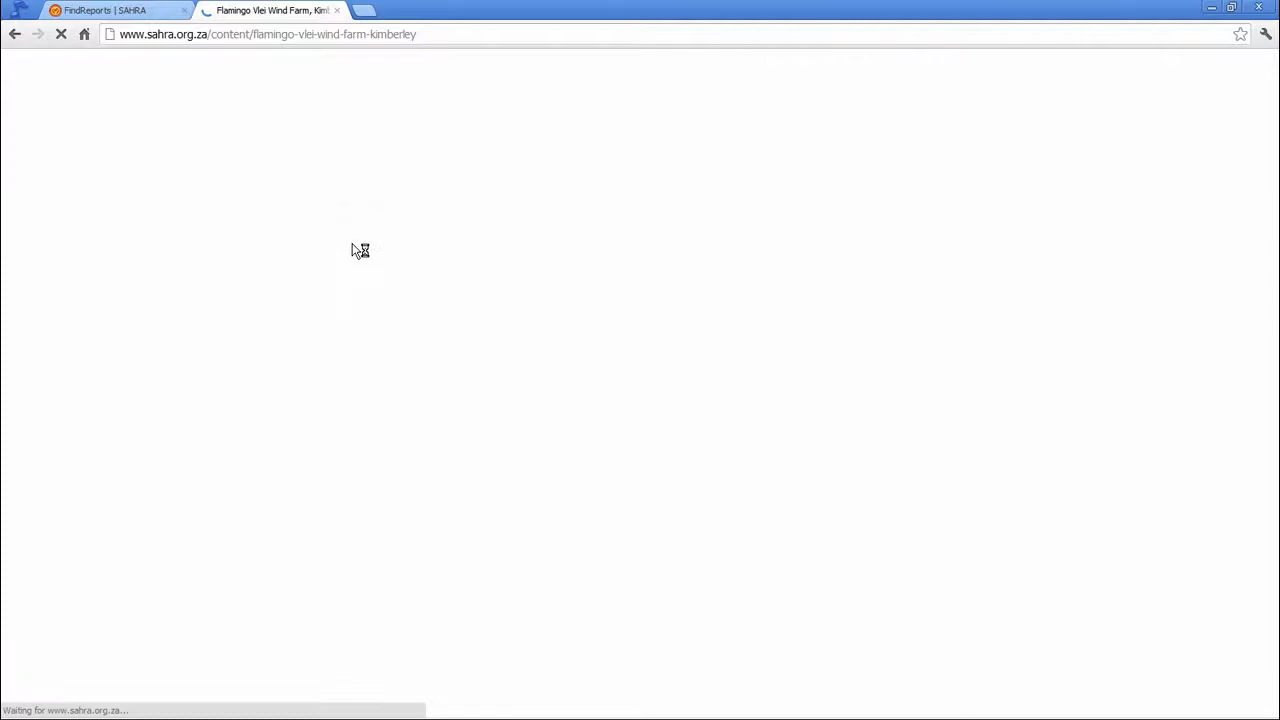 FindReports | SAHRA
Flamingo Vlei Wind Farm, Kim
www.sahra.org.za/content/flamingo-vlei-wind-farm-kimberley
Waiting for www.sahra.org.za...